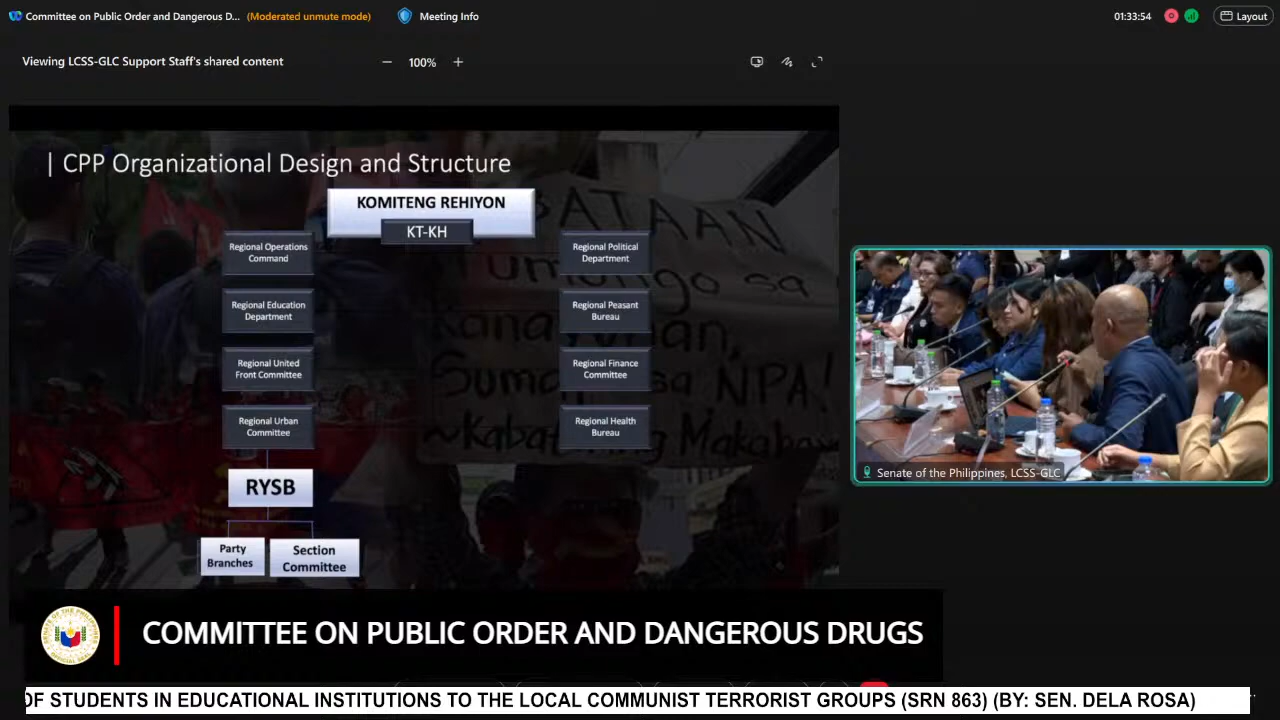 Committee on Public Order and Dangerous D... (Moderated unmute mode) Meeting Info
01:33:54
Layout
Viewing LCSS-GLC Support Staff's shared content
100%
| CPP Organizational Design and Structure
KOMITENG REHIYON
KT-KH
Regional Operations
Command
Regional Political
Department
Regional Education
Department
Regional Peasant
Bureau
Regional United
Front Committee
Regional Finance
Committee
Regional Urban
Committee
Regional Health
Bureau
RYSB
Party
Branches
Section
Committee
sa
Suma sa NPA!
Senate of the Philippines, LCSS-GLC
COMMITTEE ON PUBLIC ORDER AND DANGEROUS DRUGS
OF STUDENTS IN EDUCATIONAL INSTITUTIONS TO THE LOCAL COMMUNIST TERRORIST GROUPS (SRN 863) (BY: SEN. DELA ROSA)